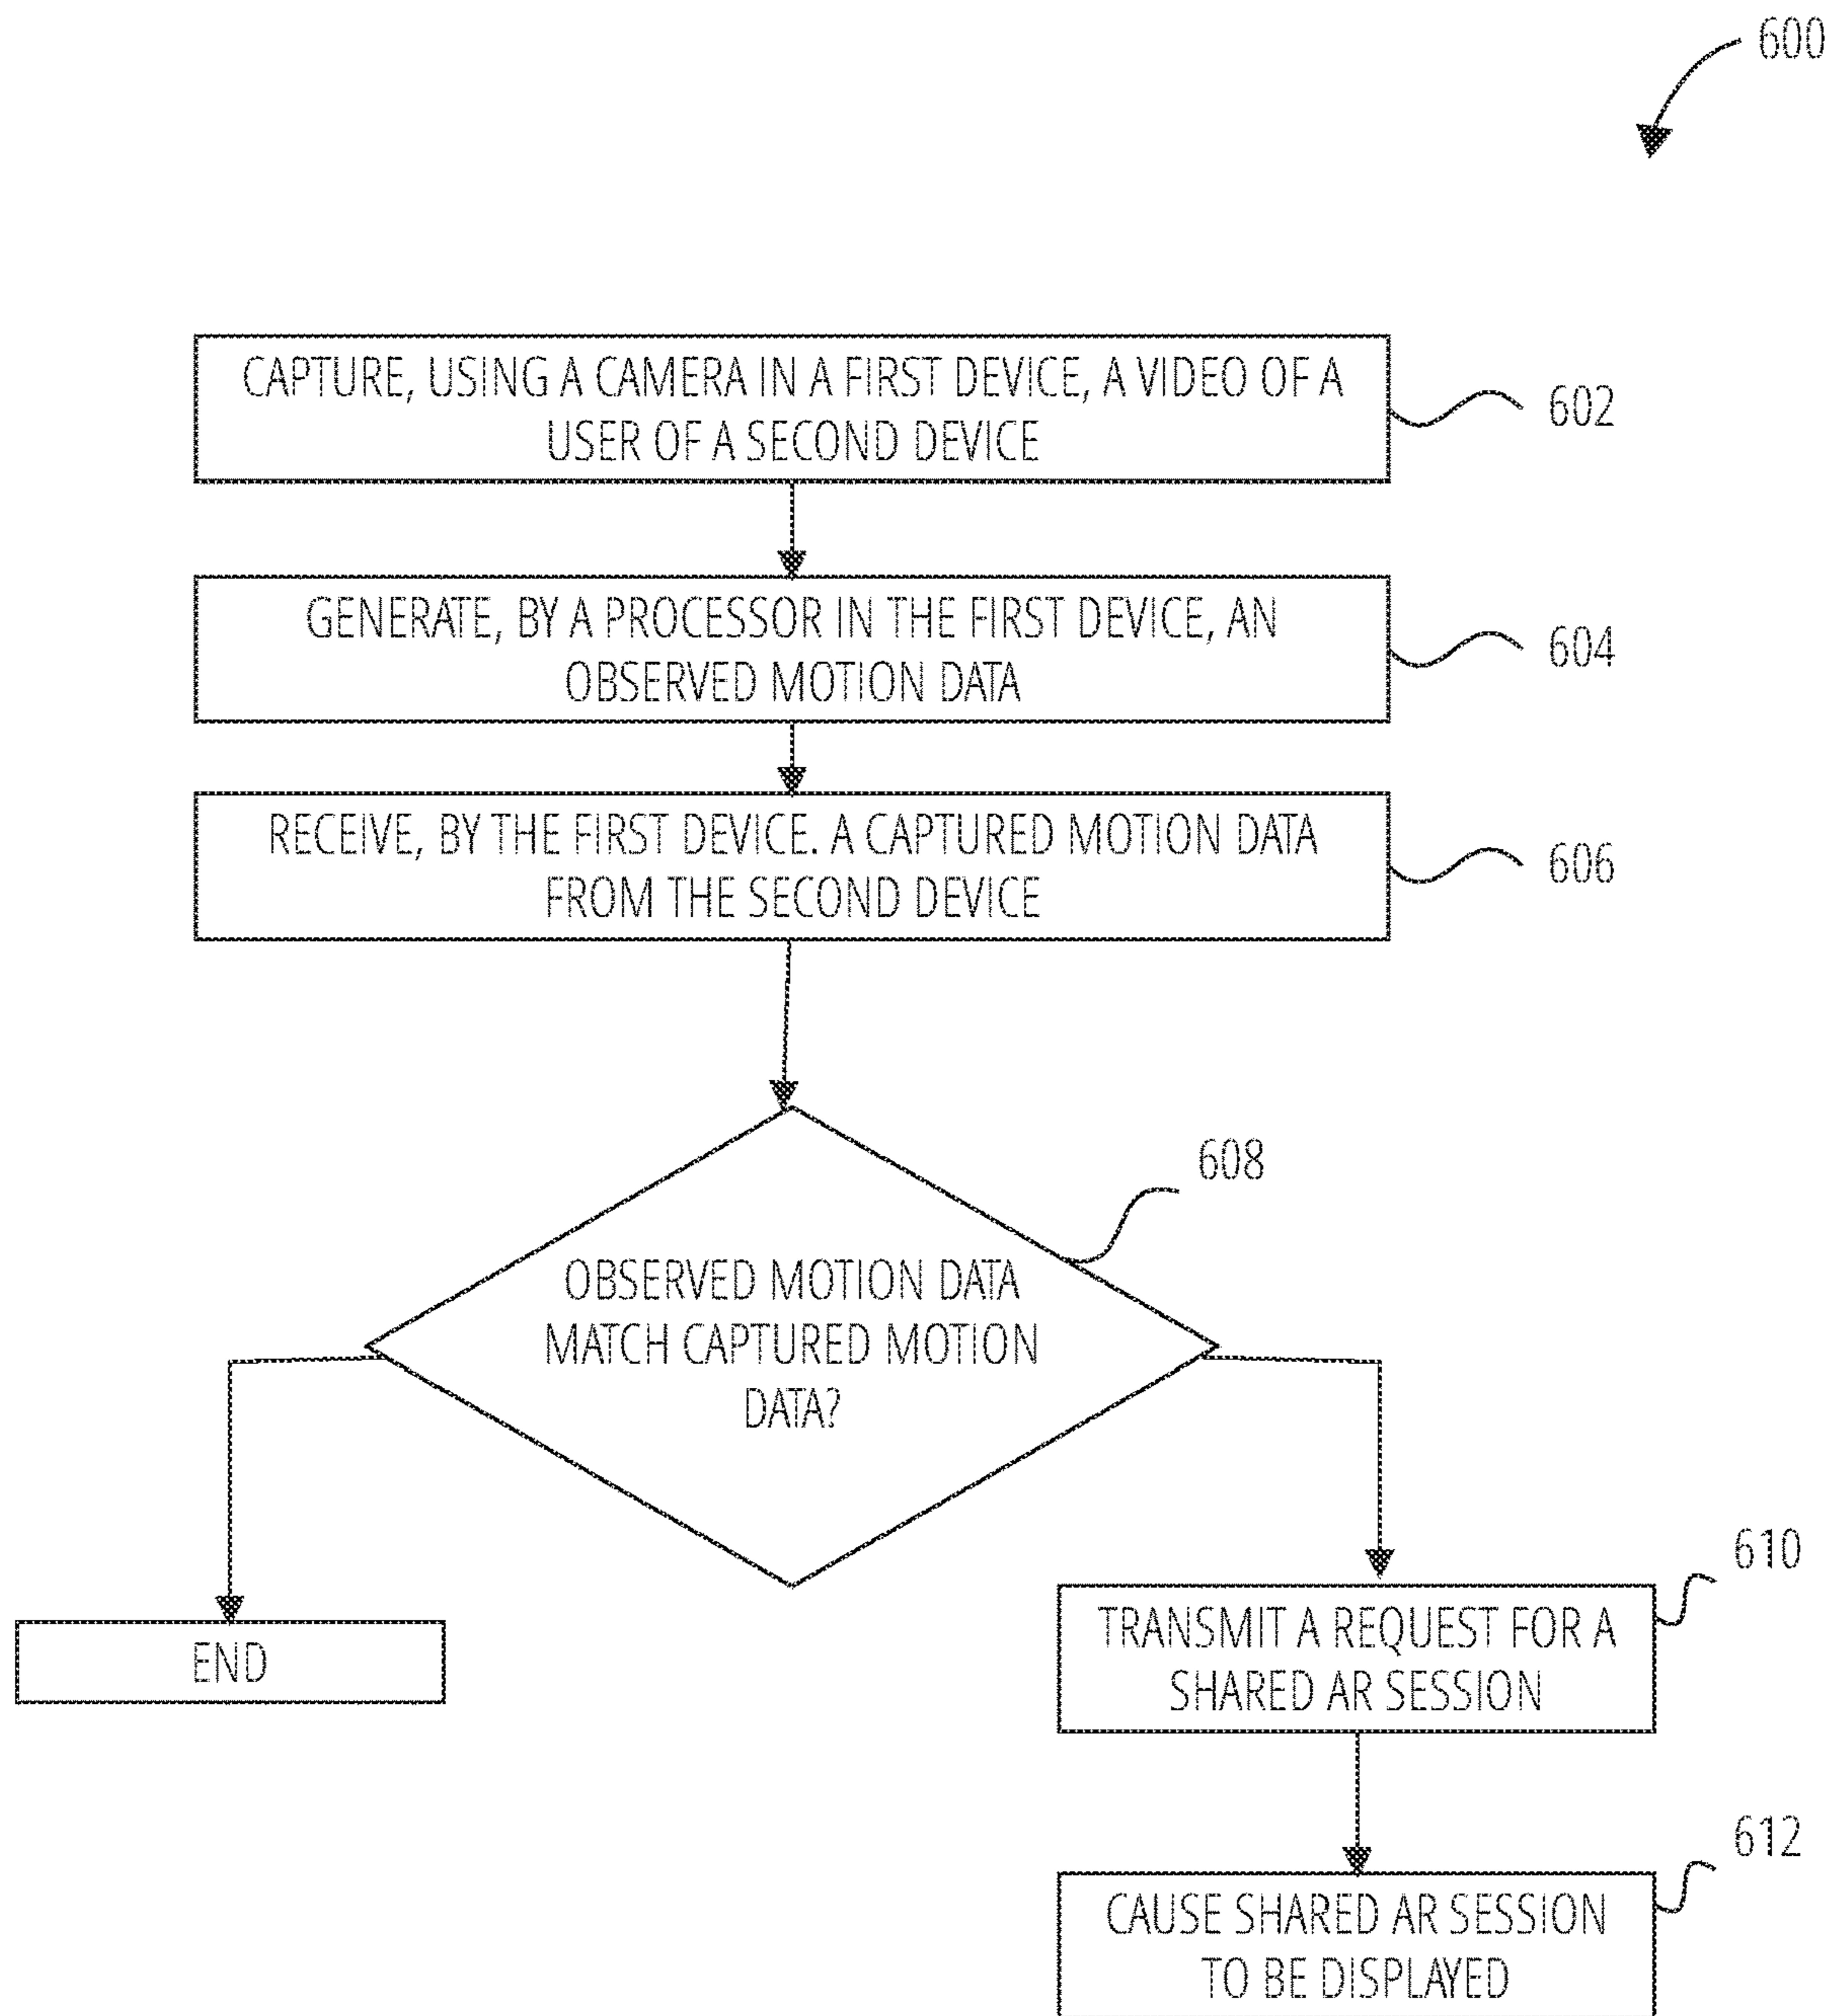 600
CAPTURE, USING A CAMERA IN A FIRST DEVICE, A VIDEO OF A
USER OF A SECOND DEVICE
602
GENERATE, BY A PROCESSOR IN THE FIRST DEVICE, AN
OBSERVED MOTION DATA
604
RECEIVE, BY THE FIRST DEVICE. A CAPTURED MOTION DATA
FROM THE SECOND DEVICE
606
608
OBSERVED MOTION DATA
MATCH CAPTURED MOTION
DATA?
END
610
TRANSMIT A REQUEST FOR A
SHARED AR SESSION
612
CAUSE SHARED AR SESSION
TO BE DISPLAYED